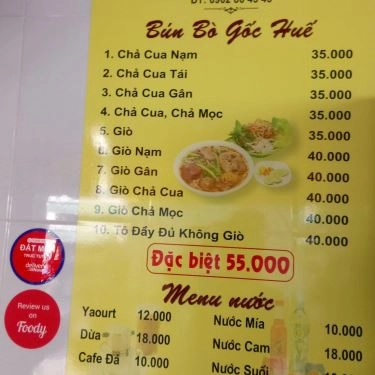 Bún Bò Gốc Huế
1. Chả Cua Nạm 35.000
2. Chả Cua Tái 35.000
3. Chả Cua Gân 35.000
4. Chả Cua, Chả Mọc 35.000
5. Giò 35.000
6. Giò Nạm 40.000
7. Giò Gân 40.000
8. Giò Chả Cua 40.000
9. Giò Chả Mọc 40.000
10. Tô Đầy Đủ Không Giò 40.000
Đặc biệt 55.000
Menu nước
Yaourt 12.000
Dừa 18.000
Cafe Đá 10.000
Nước Mía 10.000
Nước Cam 18.000
Nước Suối
ĐẶT
delivery
Review us
on
Foody